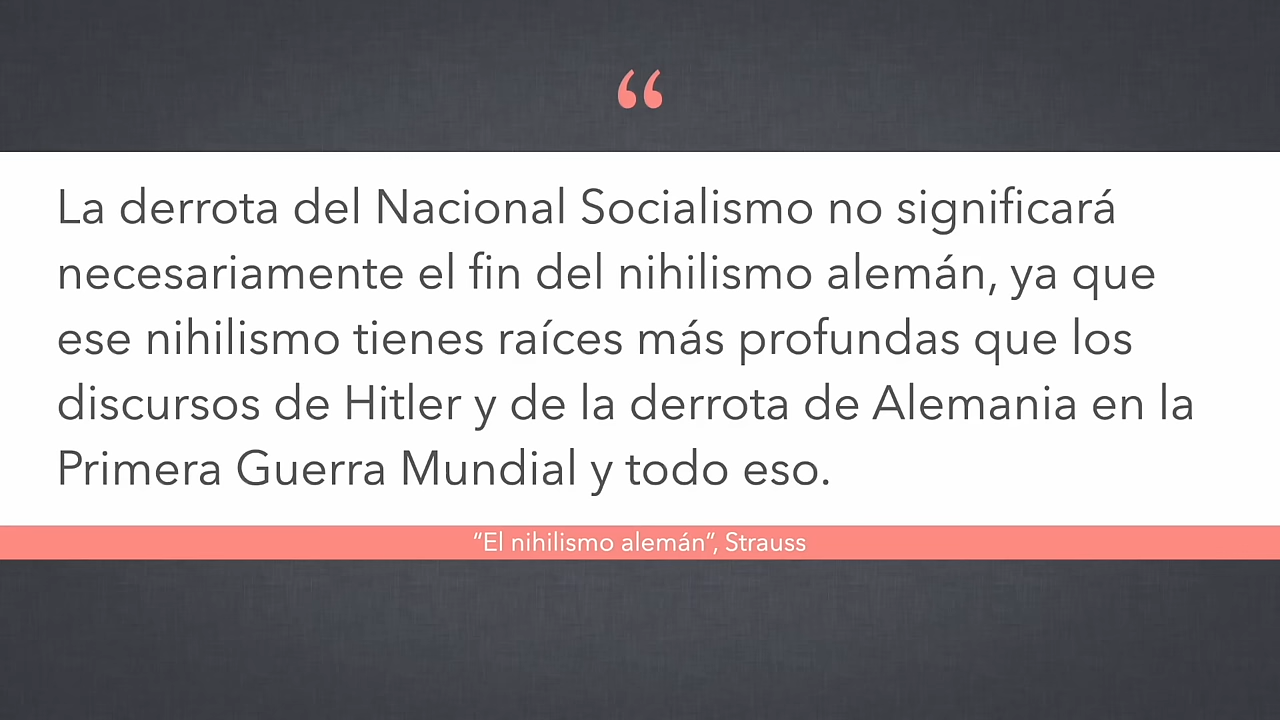 “
La derrota del Nacional Socialismo no significará
necesariamente el fin del nihilismo alemán, ya que
ese nihilismo tienes raíces más profundas que los
discursos de Hitler y de la derrota de Alemania en la
Primera Guerra Mundial y todo eso.
“El nihilismo alemán”, Strauss